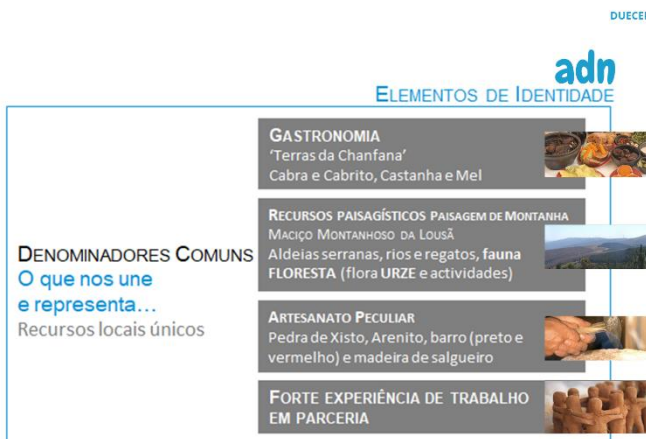 DUECE
adn
ELEMENTOS DE IDENTIDADE
DENOMINADORES COMUNS
O que nos une
e representa...
Recursos locais únicos
GASTRONOMIA
'Terras da Chanfana'
Cabra e Cabrito, Castanha e Mel
RECURSOS PAISAGÍSTICOS PAISAGEM DE MONTANHA
MACIÇO MONTANHOSO DA LOUSÃ
Aldeias serranas, rios e regatos, fauna
FLORESTA (flora URZE e actividades)
ARTESANATO PECULIAR
Pedra de Xisto, Arenito, barro (preto e
vermelho) e madeira de salgueiro
FORTE EXPERIÊNCIA DE TRABALHO
EM PARCERIA